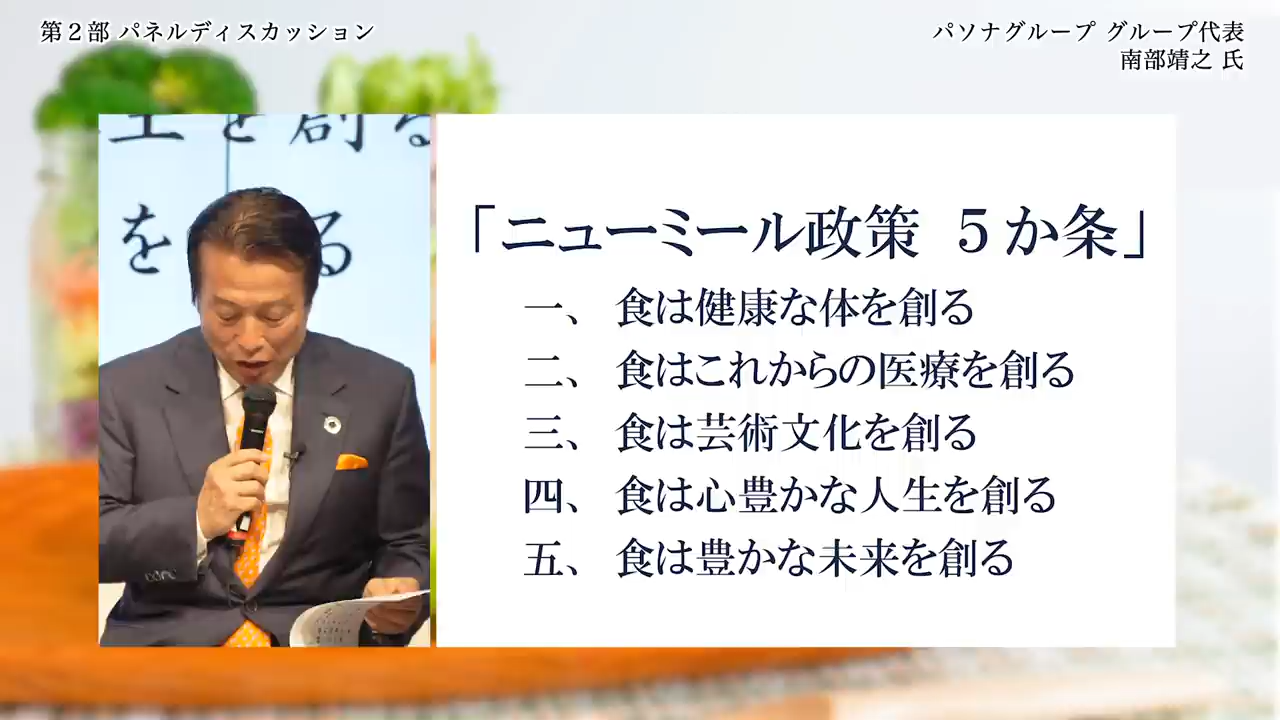 第２部 パネルディスカッション
パソナグループ グループ代表
南部靖之 氏
を創る
を る
「ニューミール政策 ５か条」
一、 食は健康な体を創る
二、 食はこれからの医療を創る
三、 食は芸術文化を創る
四、 食は心豊かな人生を創る
五、 食は豊かな未来を創る